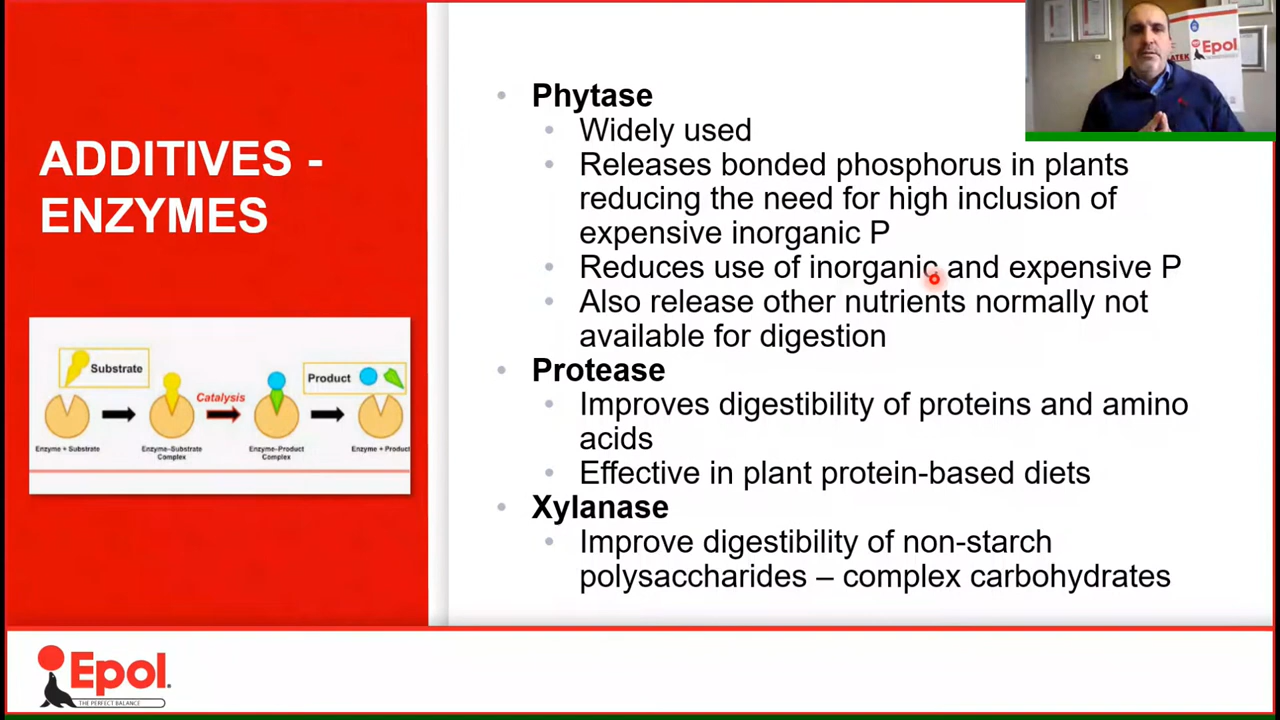 ADDITIVES -
ENZYMES
Substrate
Catalysis
Product
Enzyme + Substrate
Enzyme-Substrate
Complex
Enzyme-Product
Complex
Enzyme + Product
Phytase
Widely used
Releases bonded phosphorus in plants
reducing the need for high inclusion of
expensive inorganic P
Reduces use of inorganic and expensive P
Also release other nutrients normally not
available for digestion
Protease
Improves digestibility of proteins and amino
acids
Effective in plant protein-based diets
Xylanase
Improve digestibility of non-starch
polysaccharides – complex carbohydrates
Epol
Epol
THE PERFECT BALANCE